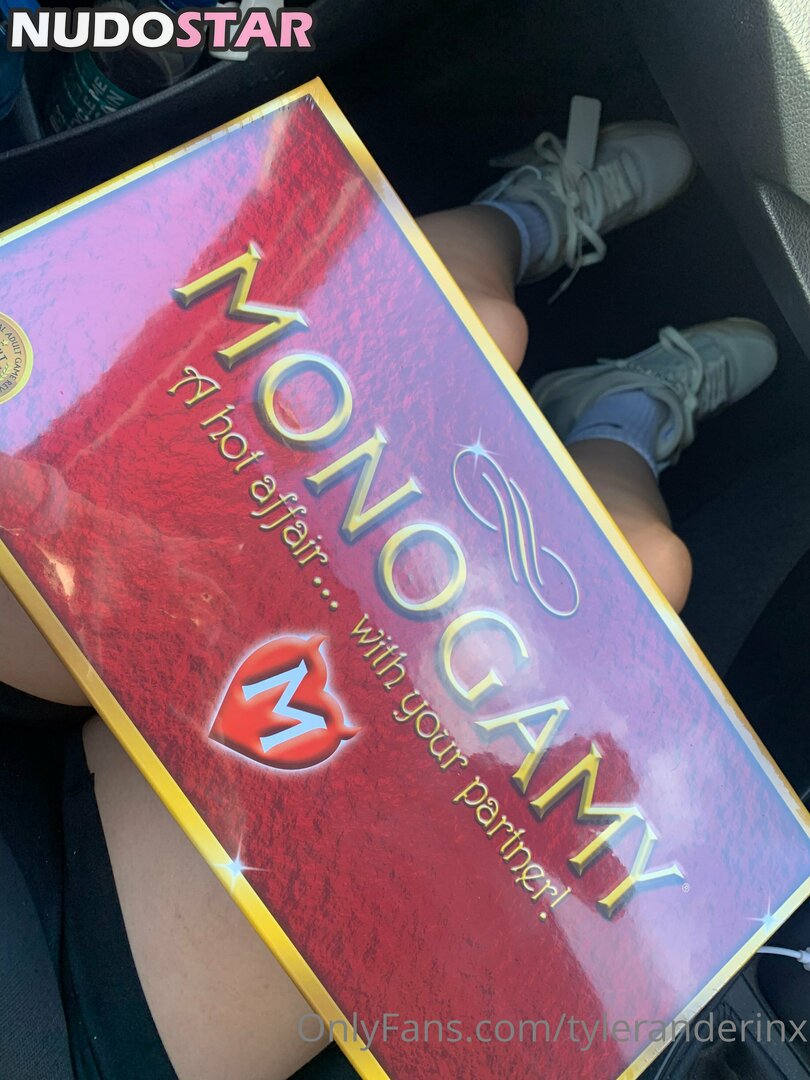 NUDOSTAR
MONOGAMY®
A hot affair... with your partner!
M
OnlyFans.com/tyleranderinx